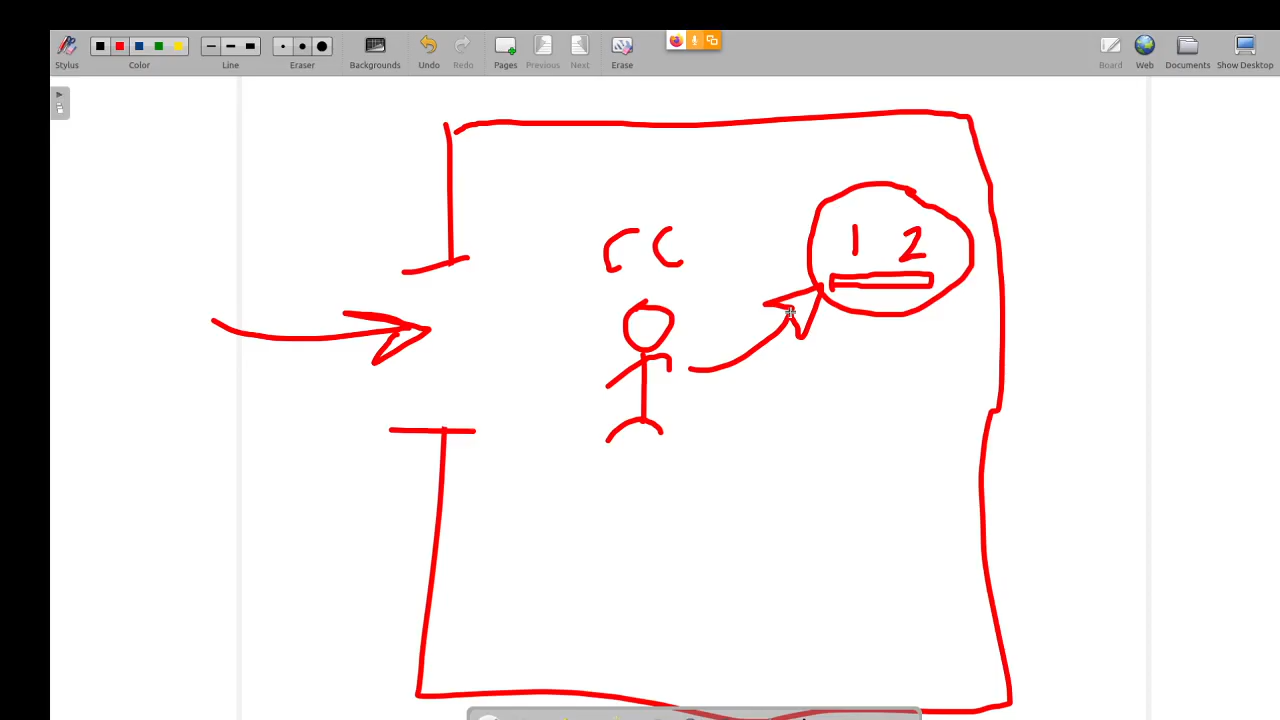 Stylus Color Line Eraser Backgrounds Undo Redo Pages Previous Next Erase Board Web Documents Show Desktop
1 2
CC